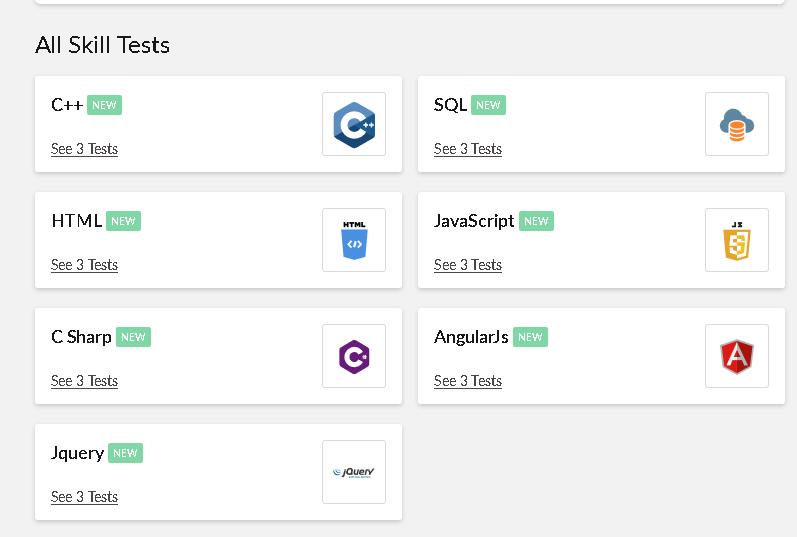 All Skill Tests
C++ NEW
See 3 Tests
C ++
SQL NEW
See 3 Tests
HTML NEW
See 3 Tests
HTML
</>
JavaScript NEW
See 3 Tests
JS
C Sharp NEW
See 3 Tests
C
AngularJs NEW
See 3 Tests
A
Jquery NEW
See 3 Tests
jQuery